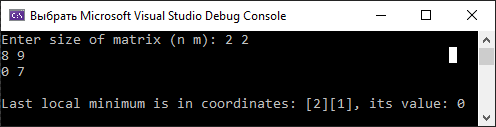 Выбрать Microsoft Visual Studio Debug Console
Enter size of matrix (n m): 2 2
8 9
0 7
Last local minimum is in coordinates: [2][1], its value: 0